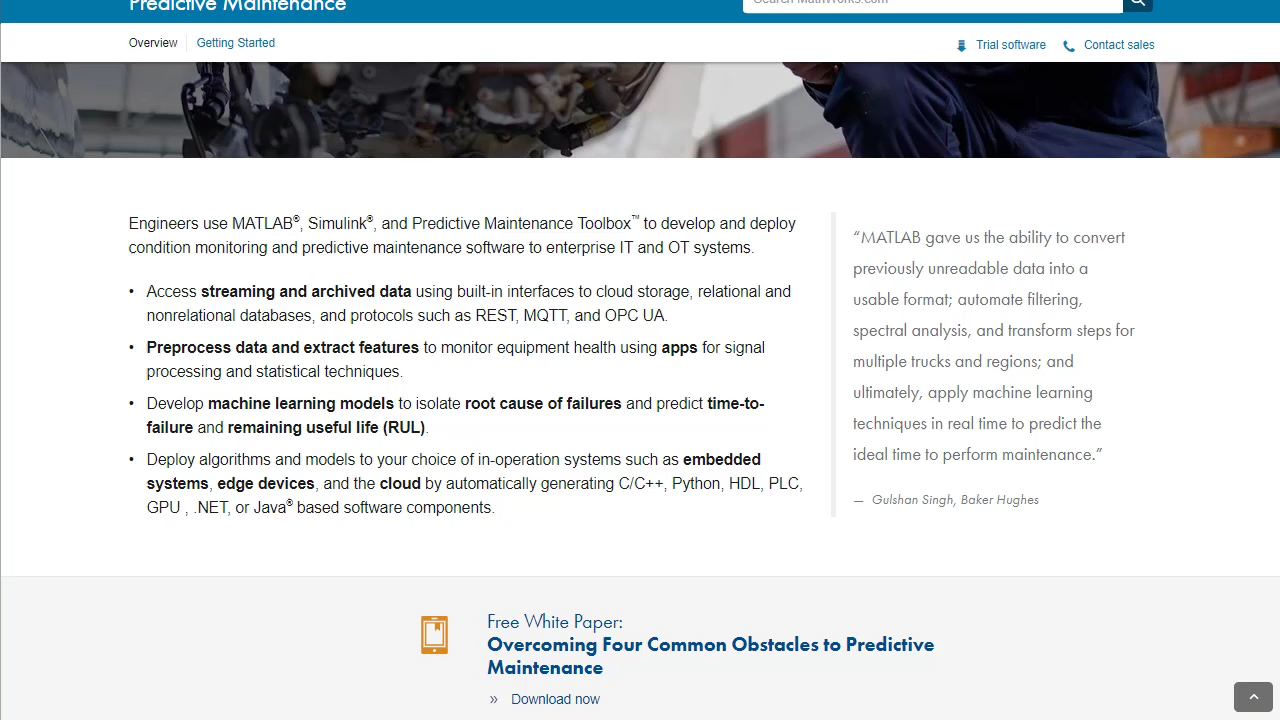 Predictive Maintenance
Search MathWorks.com
Overview
Getting Started
Trial software
Contact sales
Engineers use MATLAB®, Simulink®, and Predictive Maintenance Toolbox™ to develop and deploy
condition monitoring and predictive maintenance software to enterprise IT and OT systems.
• Access streaming and archived data using built-in interfaces to cloud storage, relational and
nonrelational databases, and protocols such as REST, MQTT, and OPC UA.
• Preprocess data and extract features to monitor equipment health using apps for signal
processing and statistical techniques.
• Develop machine learning models to isolate root cause of failures and predict time-to-
failure and remaining useful life (RUL).
• Deploy algorithms and models to your choice of in-operation systems such as embedded
systems, edge devices, and the cloud by automatically generating C/C++, Python, HDL, PLC,
GPU , .NET, or Java® based software components.
“MATLAB gave us the ability to convert
previously unreadable data into a
usable format; automate filtering,
spectral analysis, and transform steps for
multiple trucks and regions; and
ultimately, apply machine learning
techniques in real time to predict the
ideal time to perform maintenance.”
— Gulshan Singh, Baker Hughes
Free White Paper:
Overcoming Four Common Obstacles to Predictive
Maintenance
» Download now